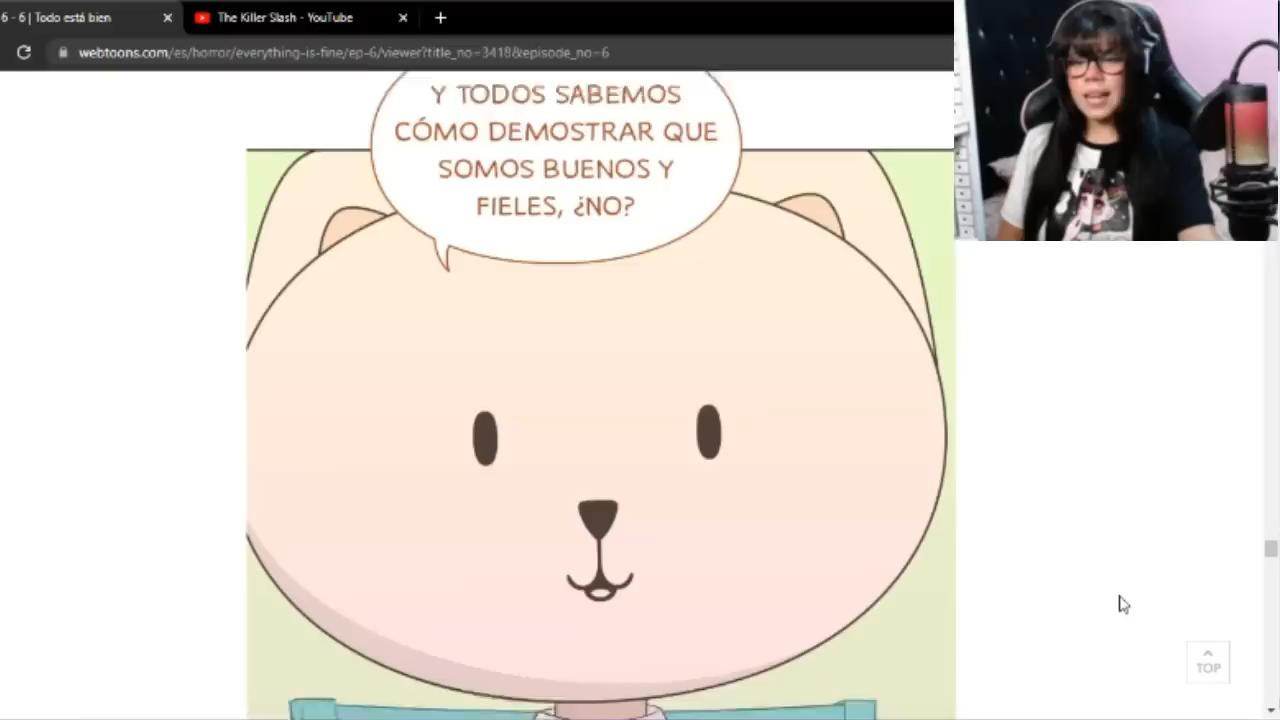 6 - 6 | Todo está bien
The Killer Slash - YouTube
webtoons.com/es/horror/everything-is-fine/ep-6/viewer?title_no=3418&episode_no=6
Y TODOS SABEMOS
CÓMO DEMOSTRAR QUE
SOMOS BUENOS Y
FIELES, ¿NO?
TOP